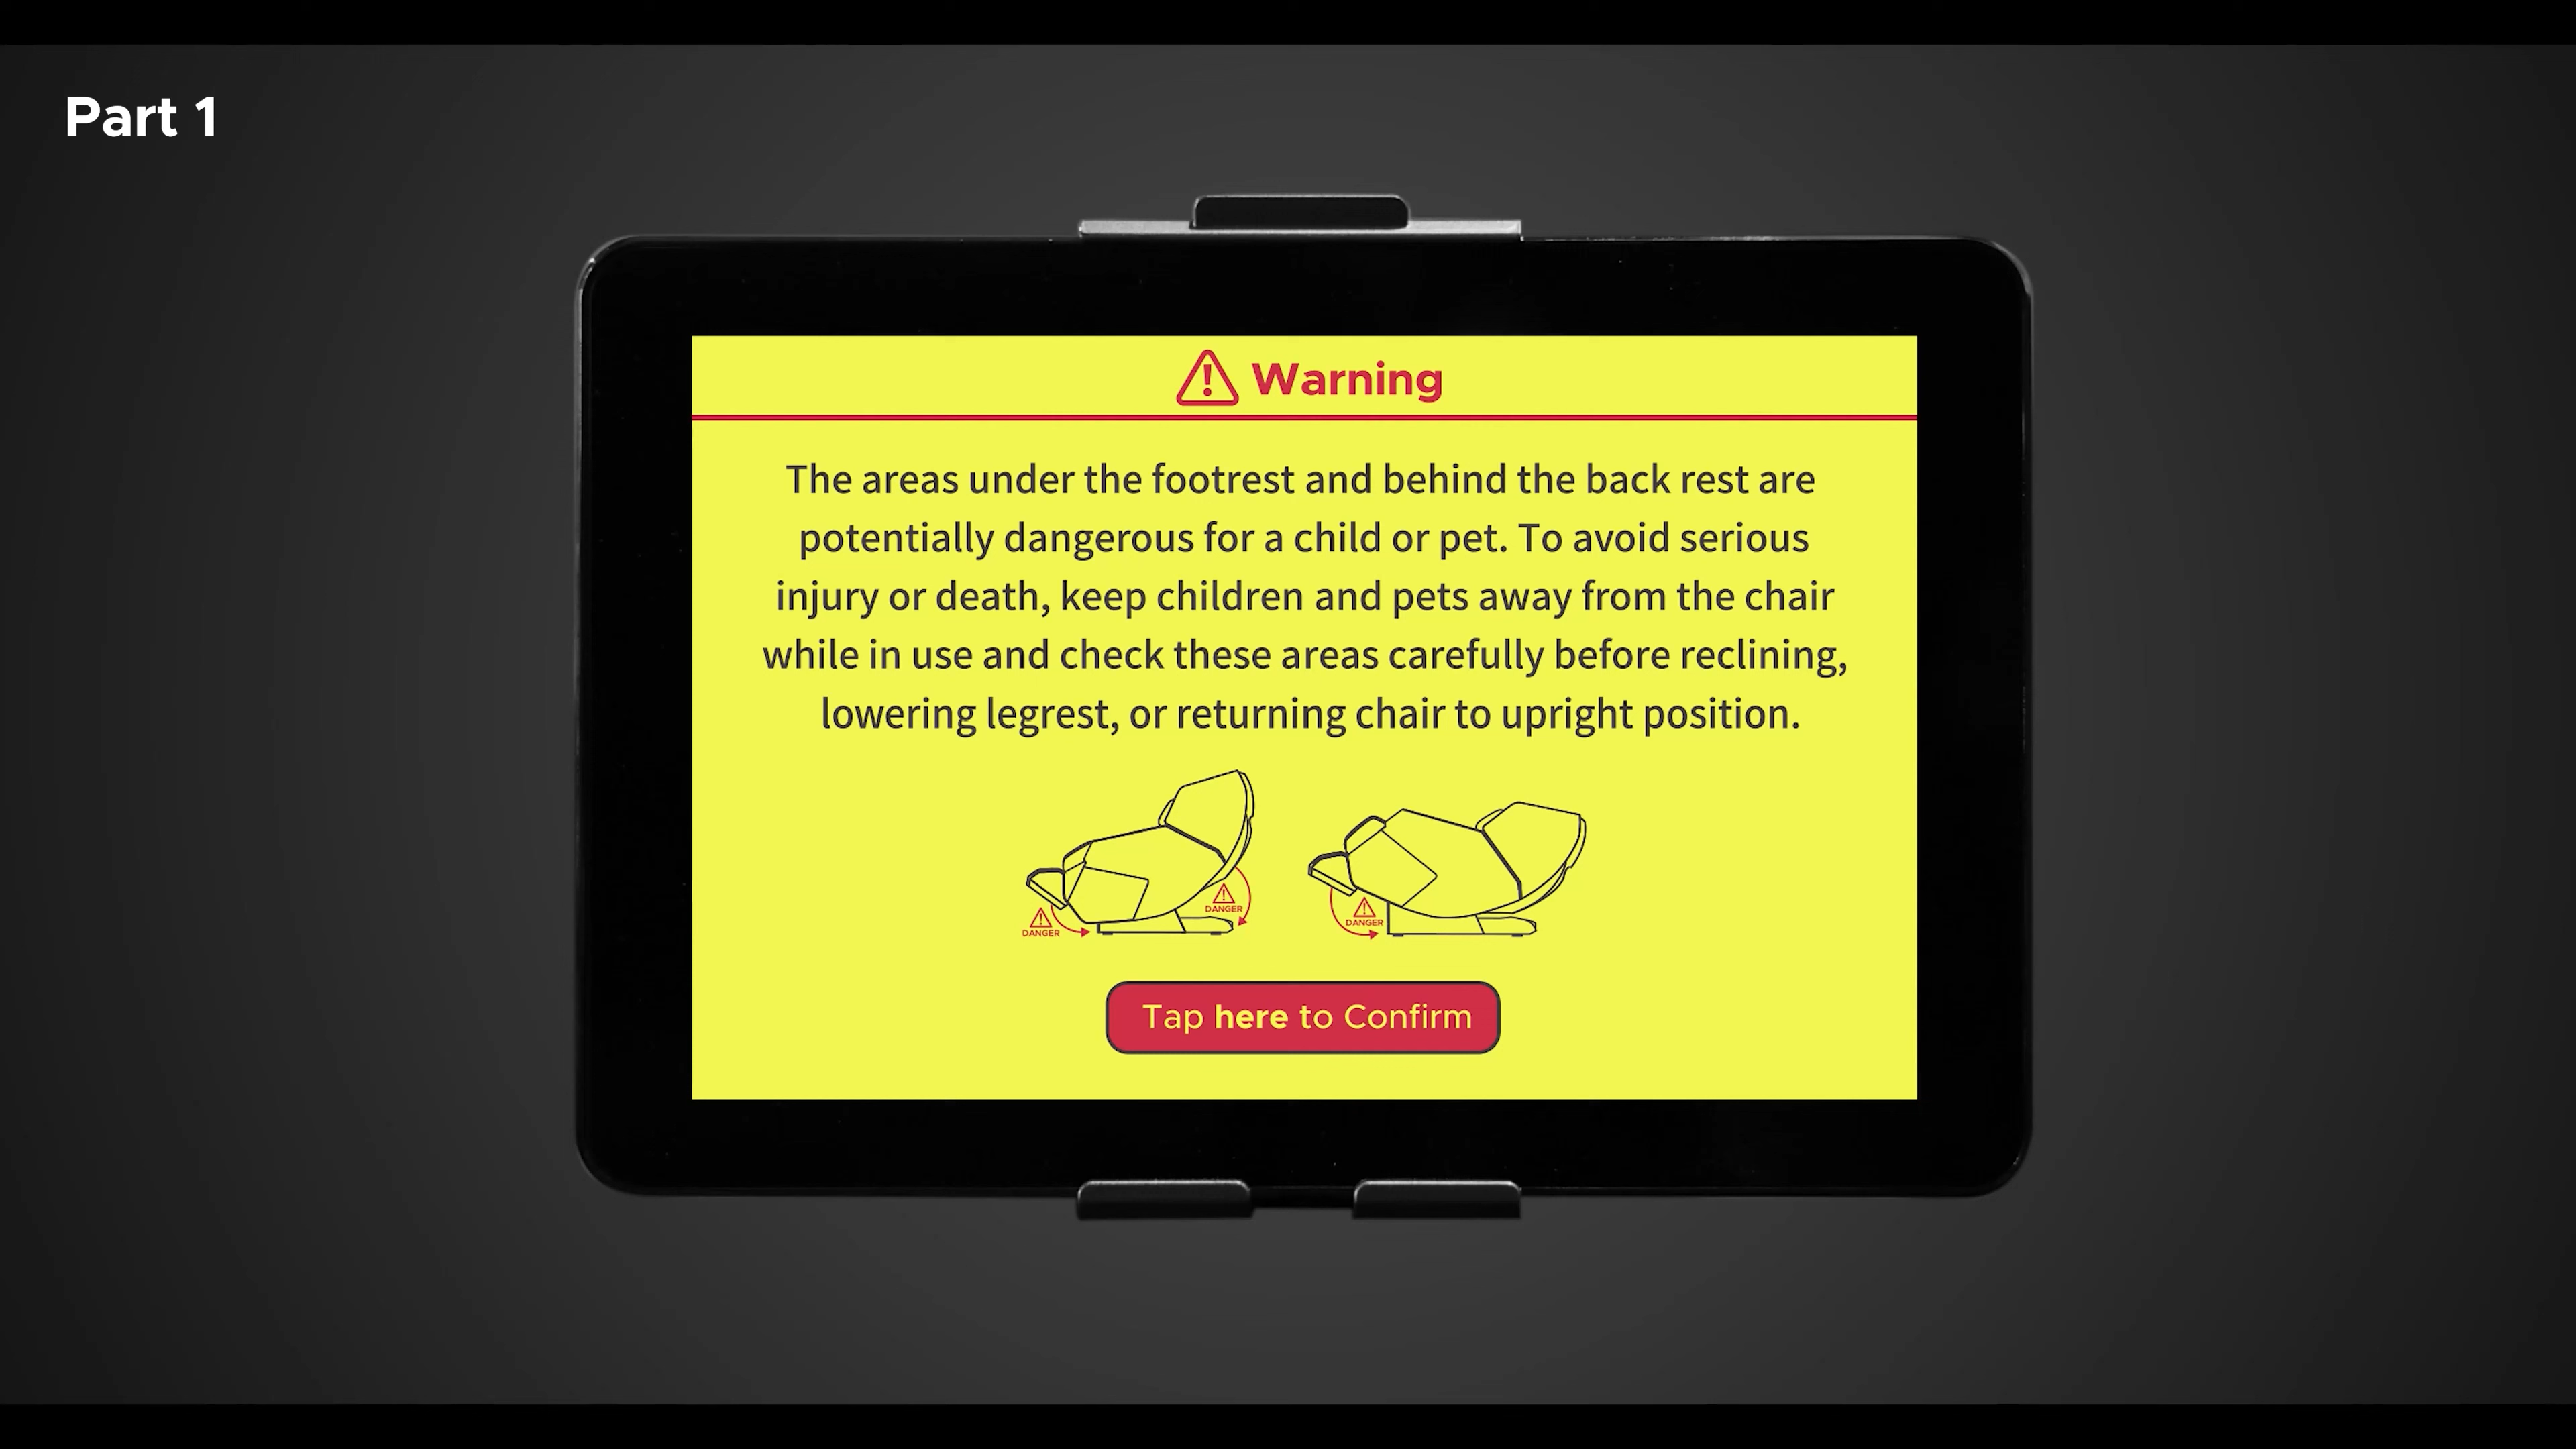 Part 1
Warning
The areas under the footrest and behind the back rest are
potentially dangerous for a child or pet. To avoid serious
injury or death, keep children and pets away from the chair
while in use and check these areas carefully before reclining,
lowering legrest, or returning chair to upright position.
DANGER
DANGER
DANGER
Tap here to Confirm